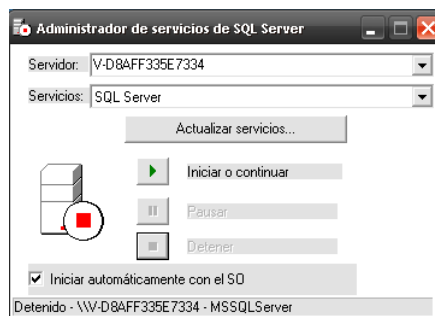 Administrador de servicios de SQL Server
Servidor: V-D8AFF335E7334
Servicios: SQL Server
Actualizar servicios...
Iniciar o continuar
Pausar
Detener
Iniciar automáticamente con el SO
Detenido - \\V-D8AFF335E7334 - MSSQLServer